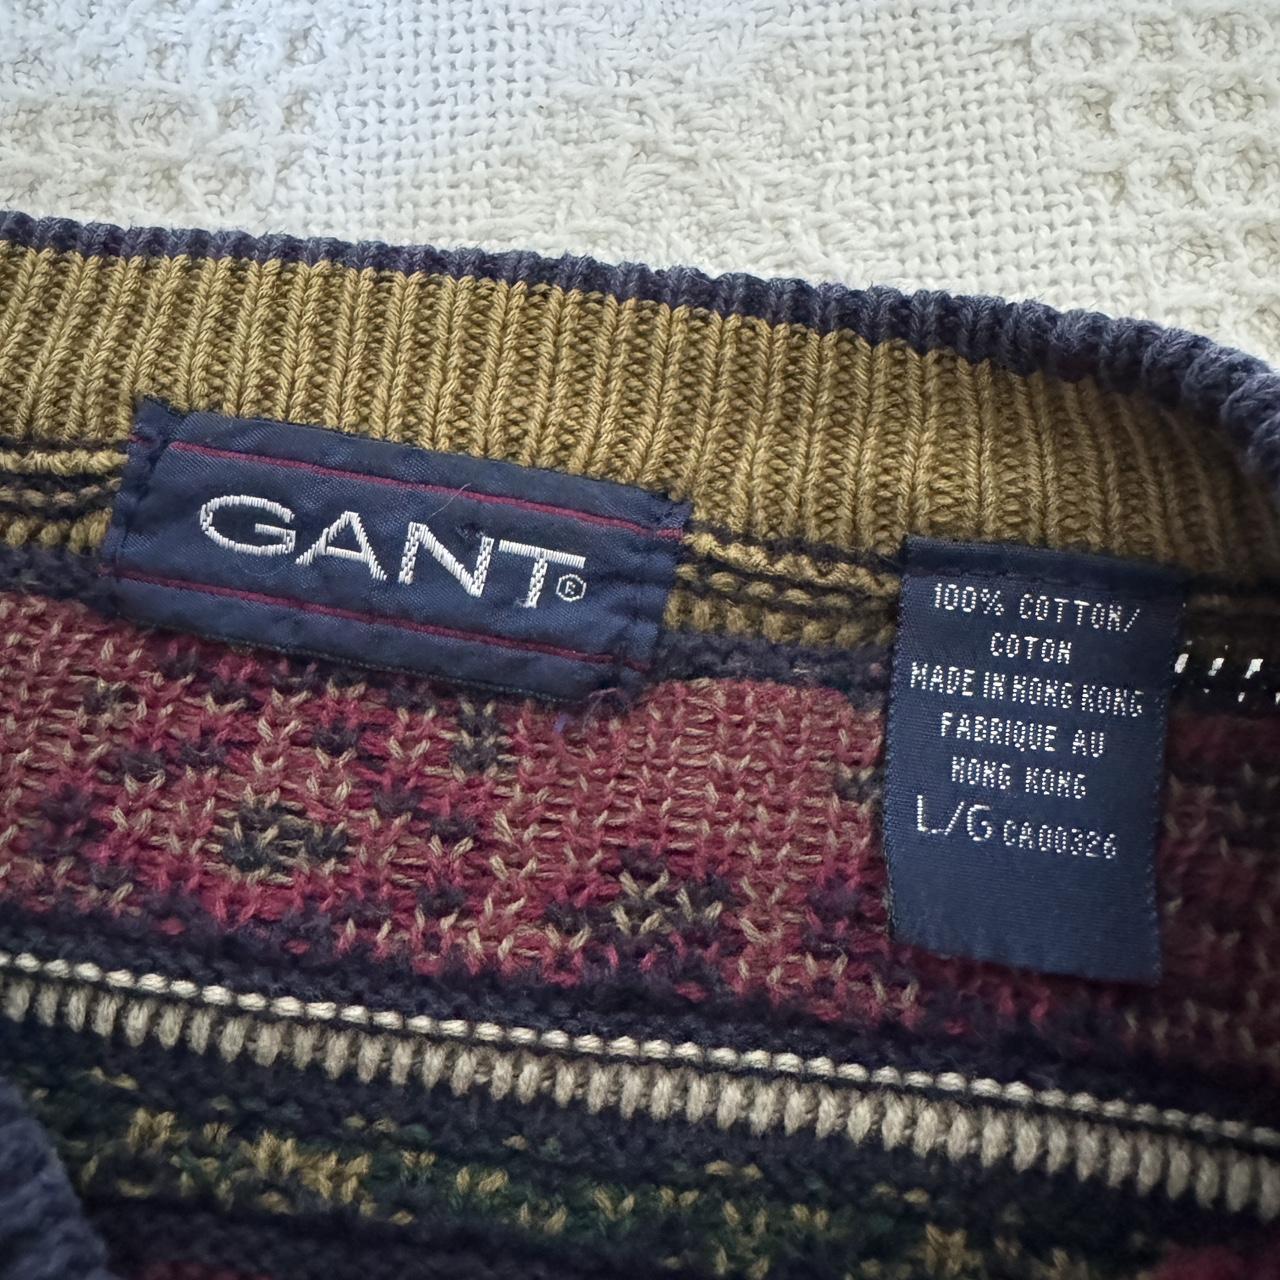 GANT®
100% COTTON/
COTON
MADE IN HONG KONG
FABRIQUE AU
HONG KONG
L/G CA00326